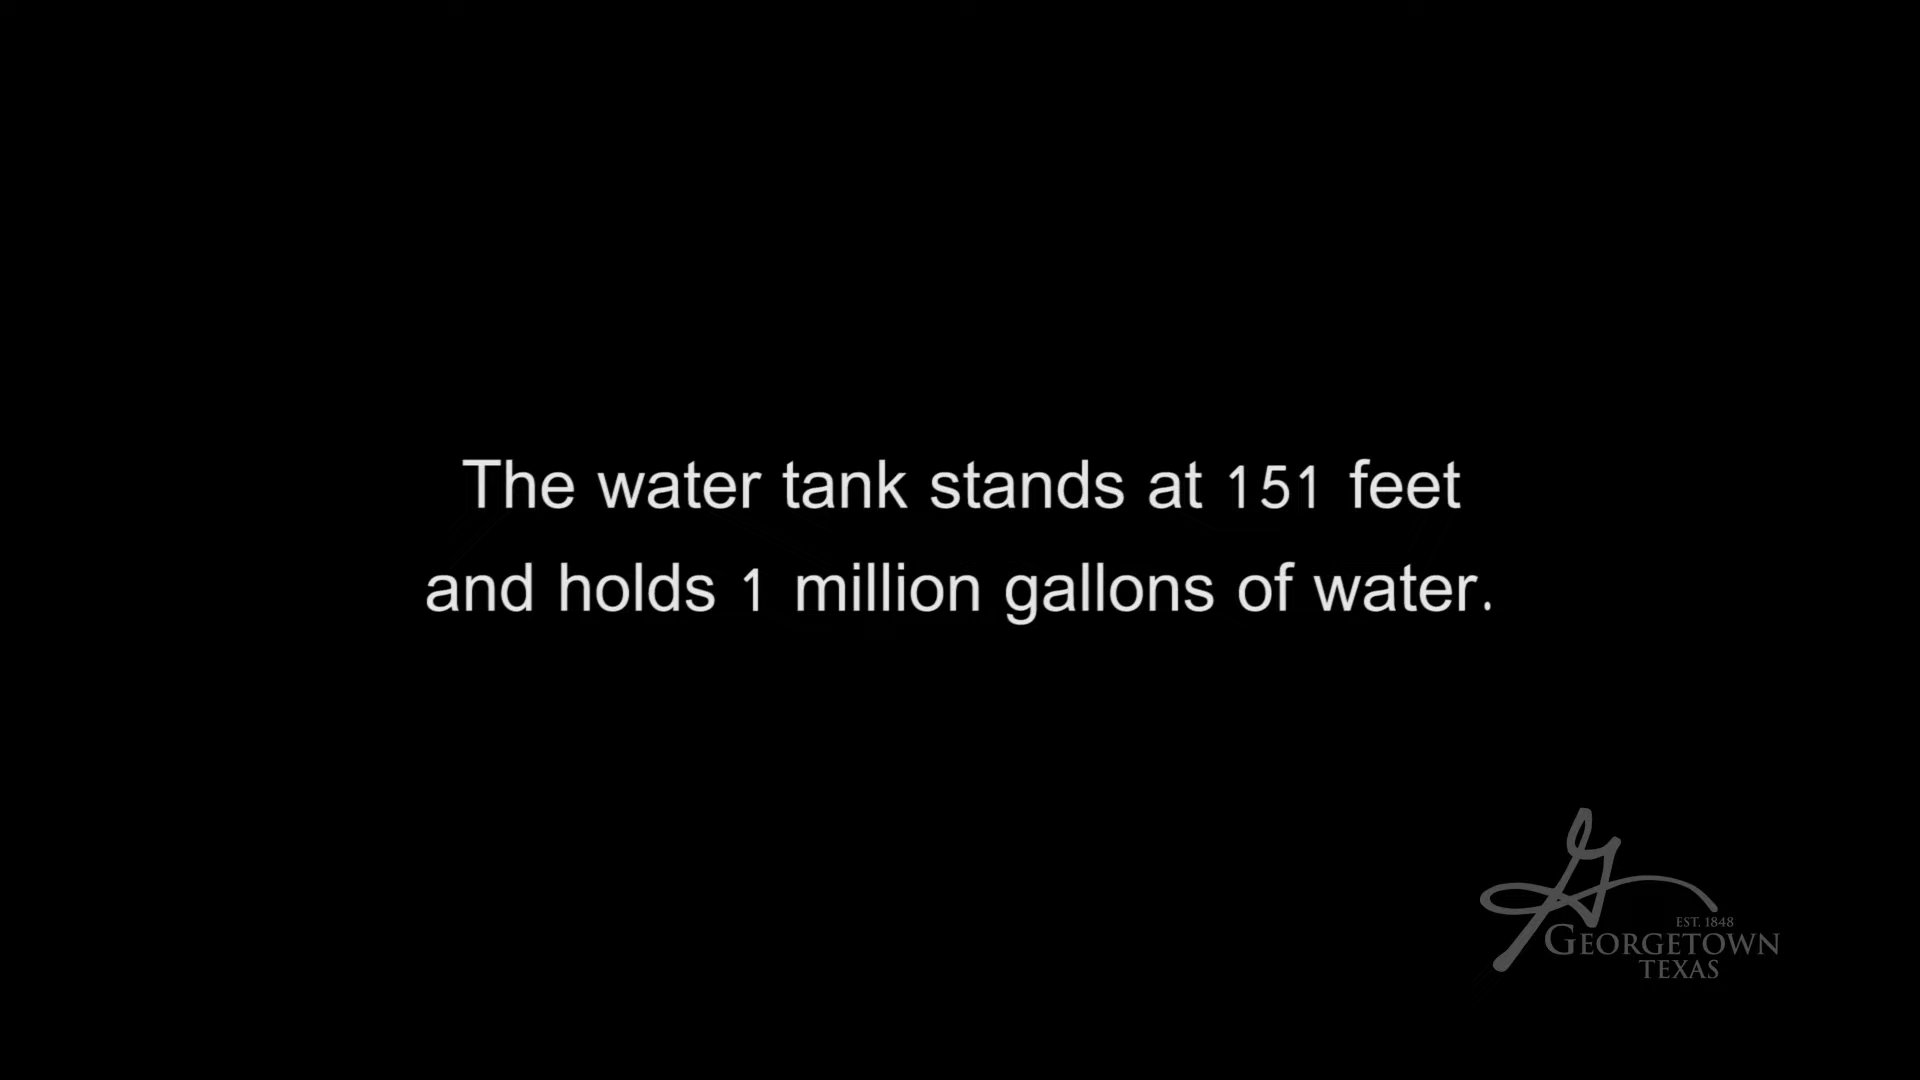 The water tank stands at 151 feet
and holds 1 million gallons of water.
EST. 1848
GEORGETOWN
TEXAS